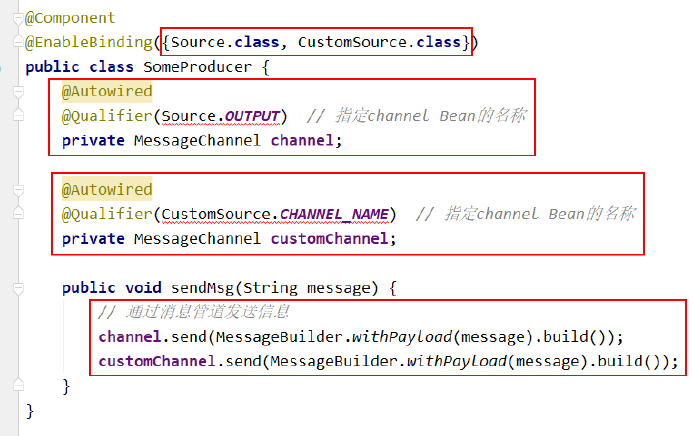 @Component
@EnableBinding({Source.class, CustomSource.class})
public class SomeProducer {
@Autowired
@Qualifier(Source.OUTPUT)  // 指定channel Bean的名称
private MessageChannel channel;
@Autowired
@Qualifier(CustomSource.CHANNEL_NAME)  // 指定channel Bean的名称
private MessageChannel customChannel;
public void sendMsg(String message) {
// 通过消息管道发送信息
channel.send(MessageBuilder.withPayload(message).build());
customChannel.send(MessageBuilder.withPayload(message).build());
}
}